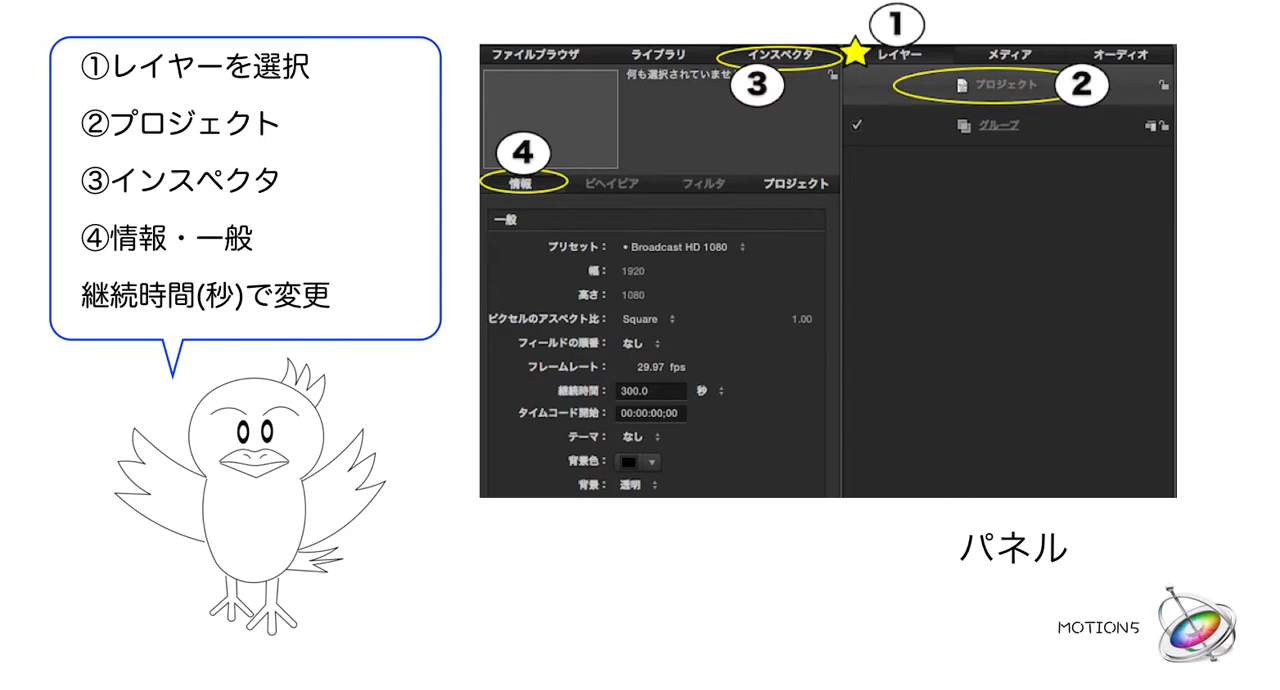 ①レイヤーを選択
②プロジェクト
③インスペクタ
④情報・一般
継続時間(秒)で変更
1
ファイルブラウザ ライブラリ インスペクタ レイヤー メディア オーディオ
何も選択されていませ
3
プロジェクト 2
グループ
4
情報 ビヘイビア フィルタ プロジェクト
一般
プリセット： • Broadcast HD 1080
幅： 1920
高さ： 1080
ピクセルのアスペクト比： Square 1.00
フィールドの順番： なし
フレームレート： 29.97 fps
継続時間： 300.0 秒
タイムコード開始： 00:00:00;00
テーマ： なし
背景色：
背景： 透明
パネル
MOTION5